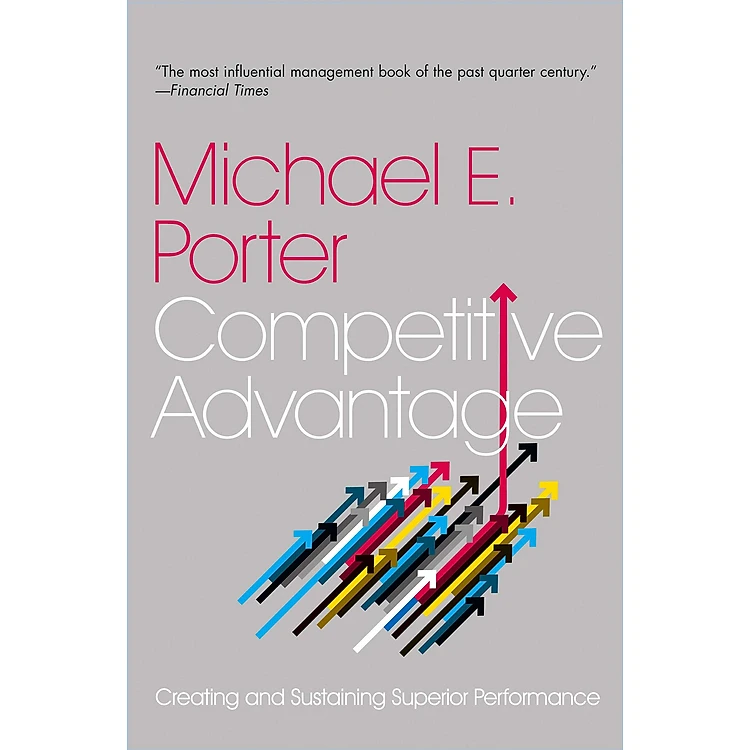 “The most influential management book of the past quarter century.”
—Financial Times
Michael E.
Porter
Competitive
Advantage
Creating and Sustaining Superior Performance